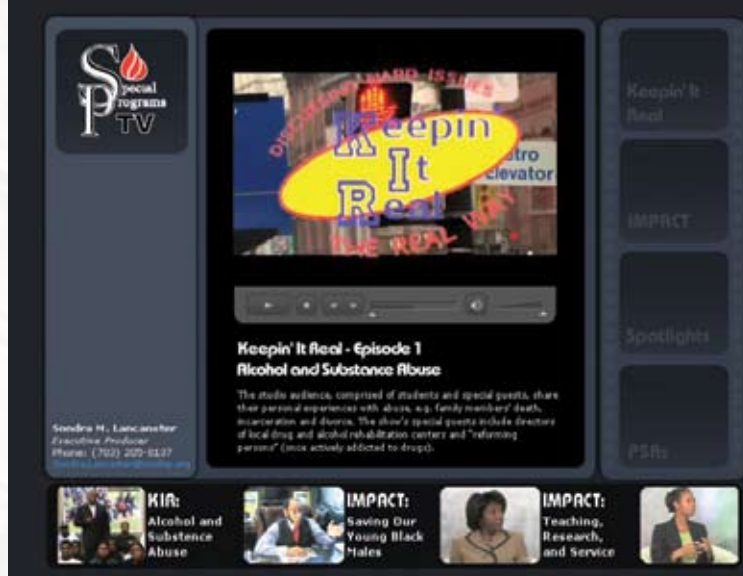 Special
Programs
TV
DISCUSSING HARD ISSUES
Keepin
It
Real
THE REAL WAY
Metro
Elevator
Keepin' It Real - Episode 1
Alcohol and Substance Abuse
The studio audience, comprised of students and special guests, share
their personal experiences with abuse, e.g. family members' death,
incarceration and divorce. The show's special guests include directors
of local drug and alcohol rehabilitation centers and "reforming
persons" (once actively addicted to drugs).
Sondra M. Lancaster
Executive Producer
Phone: (703)
Keepin' It
Real
IMPACT
Spotlights
PSAs
KIR:
Alcohol and
Substence
Abuse
IMPACT:
Saving Our
Young Black
Males
IMPACT:
Teaching,
Research,
and Service